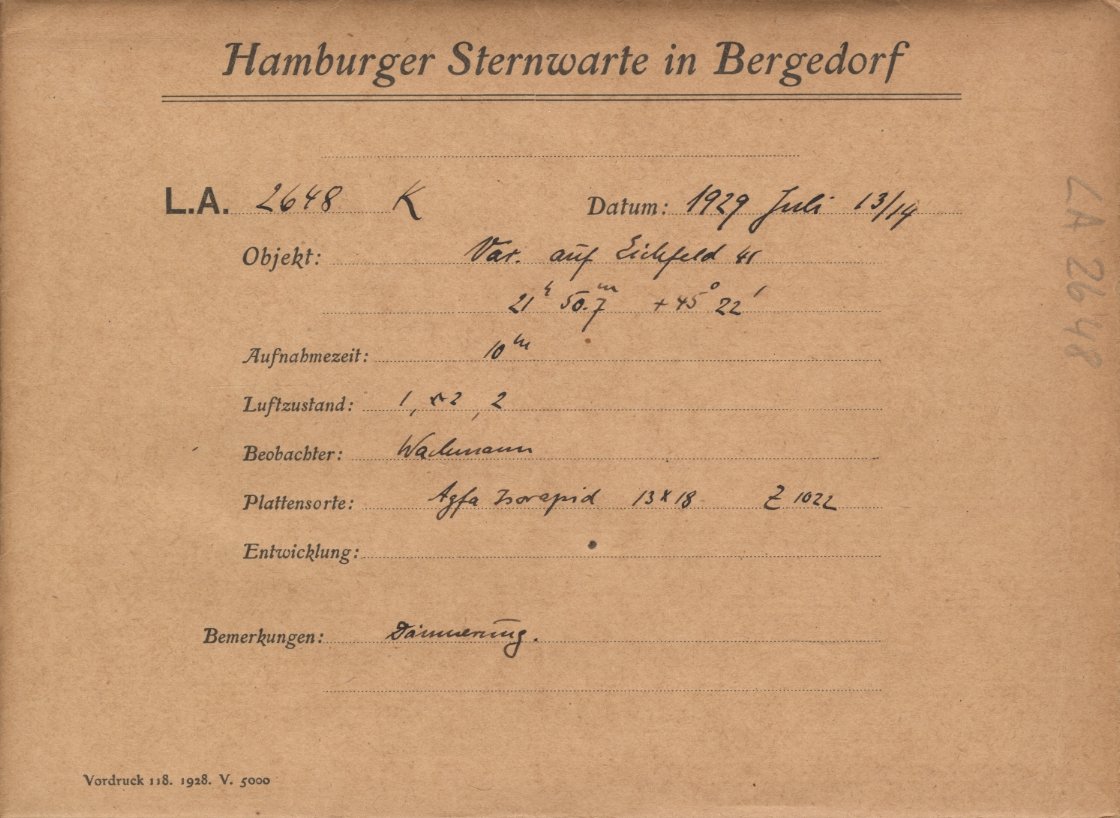 Hamburger Sternwarte in Bergedorf
L.A. 2648 K Datum: 1929 Juli 13/14
Objekt: Var. auf Eichfeld 41
21h 50.7m +45° 22'
Aufnahmezeit: 10m
Luftzustand: 1, 2, 2
Beobachter: Wachmann
Plattensorte: Agfa Isorapid 13x18 Z 1022
Entwicklung:
Bemerkungen: Dämmerung.
Vordruck 118. 1928. V. 5000
LA 2648